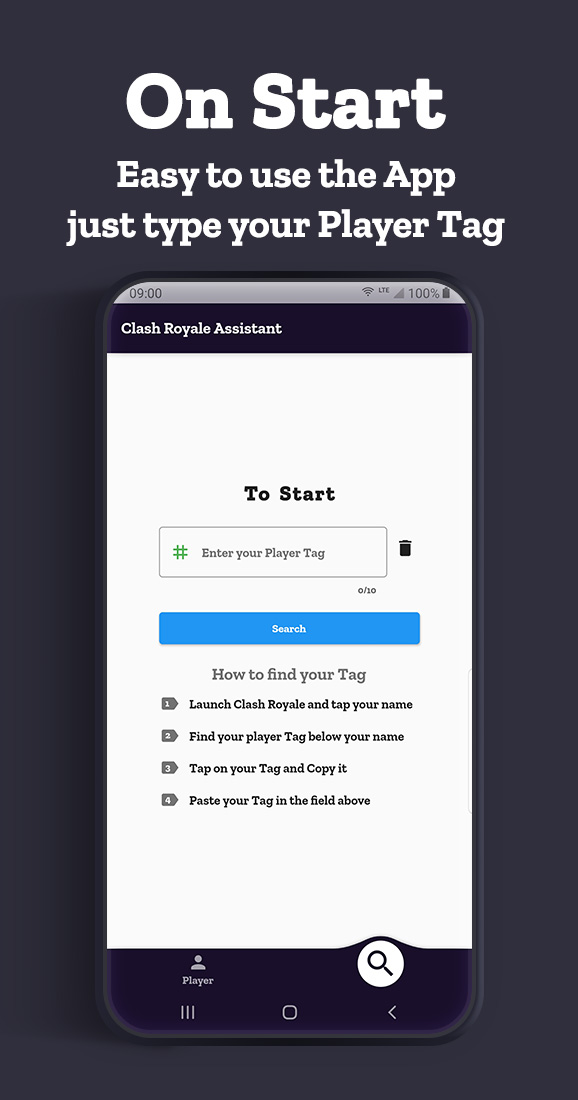 On Start
Easy to use the App
just type your Player Tag
09:00
LTE
100%
Clash Royale Assistant
To Start
# Enter your Player Tag
0/10
Search
How to find your Tag
1 Launch Clash Royale and tap your name
2 Find your player Tag below your name
3 Tap on your Tag and Copy it
4 Paste your Tag in the field above
Player